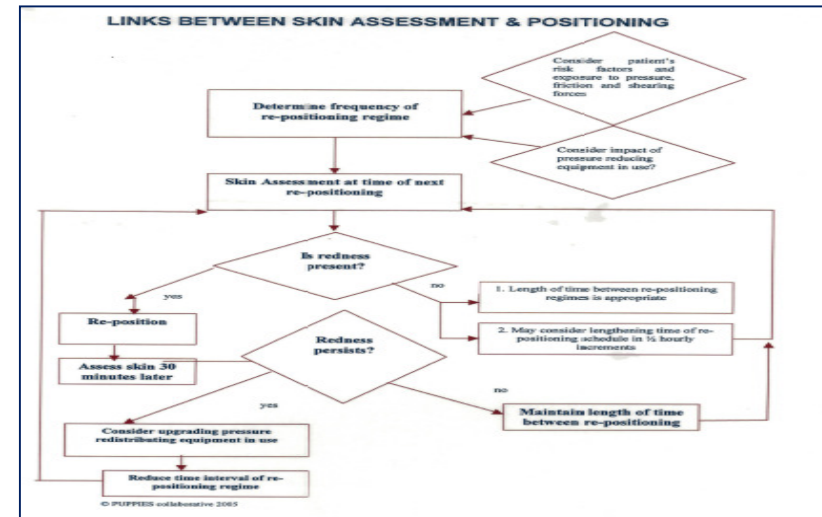 LINKS BETWEEN SKIN ASSESSMENT & POSITIONING
Consider patient's
risk factors and
exposure to pressure,
friction and shearing
forces
Determine frequency of
re-positioning regime
Consider impact of
pressure reducing
equipment in use?
Skin Assessment at time of next
re-positioning
Is redness
present?
yes
no
1. Length of time between re-positioning
regimes is appropriate
2. May consider lengthening time of re-
positioning schedule in ½ hourly
increments
Re-position
Assess skin 30
minutes later
Redness
persists?
yes
no
Consider upgrading pressure
redistributing equipment in use
Maintain length of time
between re-positioning
Reduce time interval of re-
positioning regime
© PUPPIES collaborative 2005